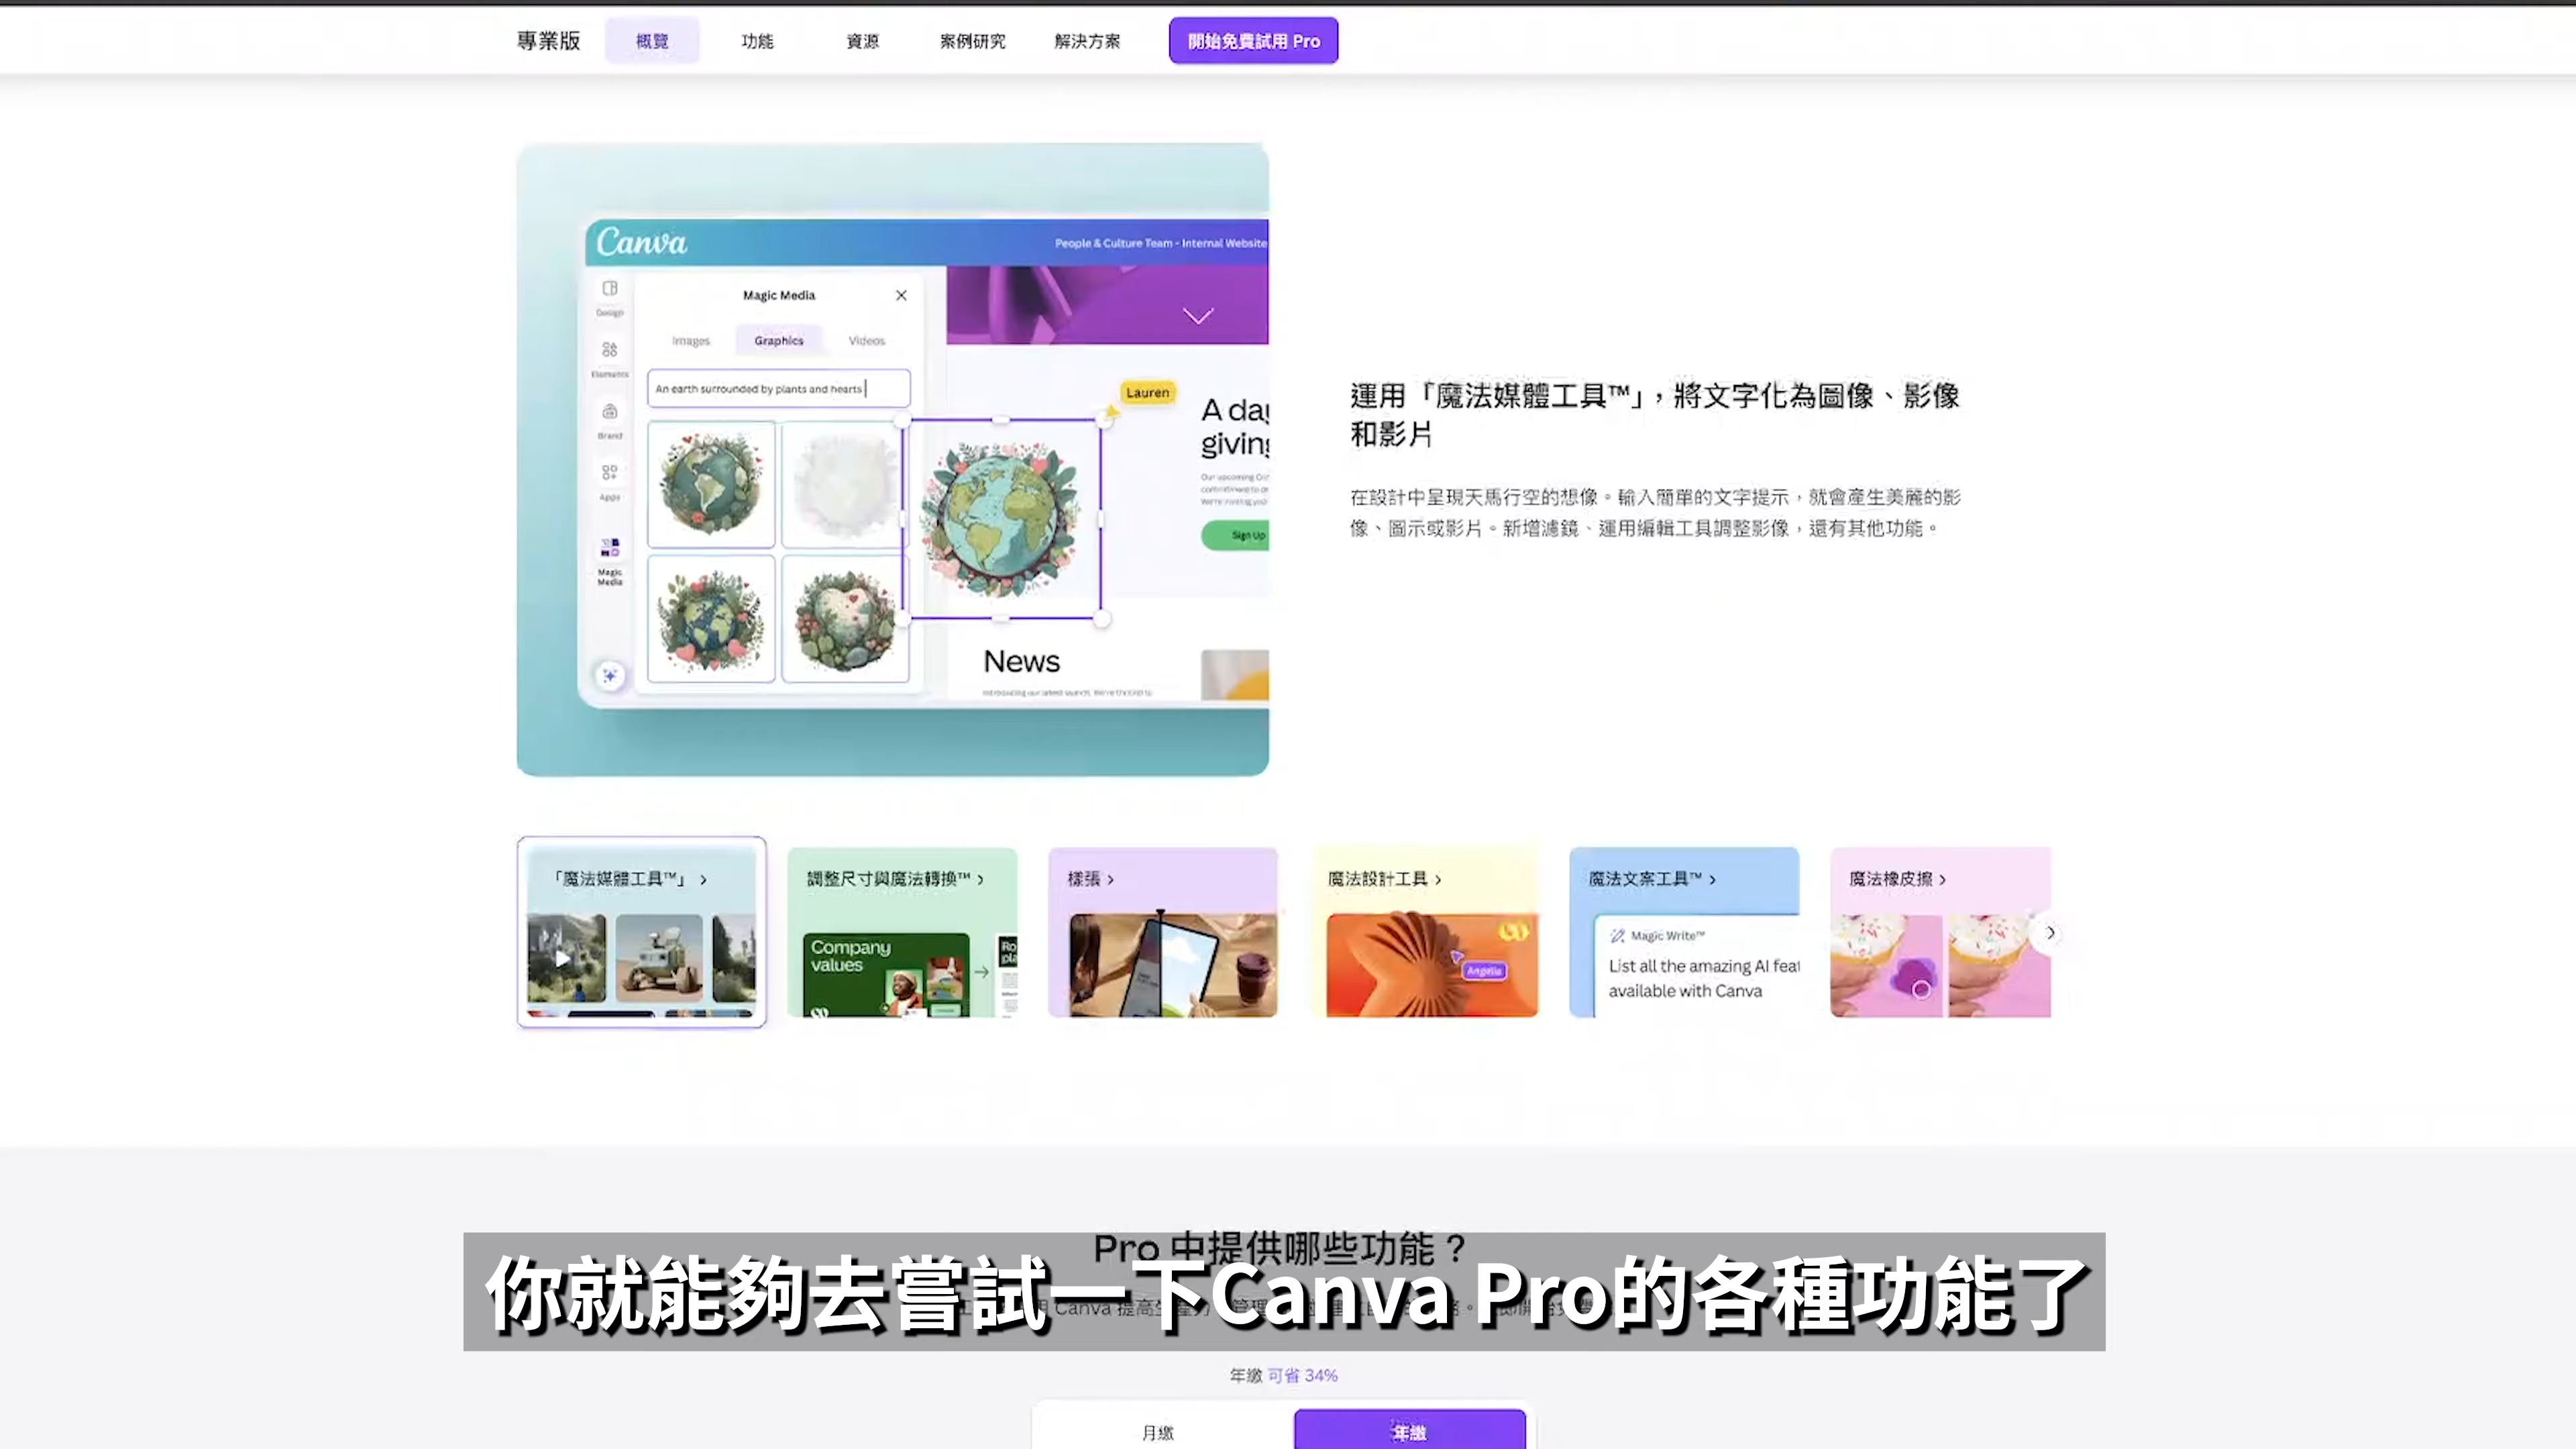 專業版
概覽
功能
資源
案例研究
解決方案
開始免費試用 Pro
Canva
People & Culture Team - Internal Website
Design
Elements
Brand
Apps
Magic
Media
Magic Media
Images
Graphics
Videos
An earth surrounded by plants and hearts
Lauren
A day
giving
Our upcoming
Sign Up
News
運用「魔法媒體工具™」，將文字化為圖像、影像
和影片
在設計中呈現天馬行空的想像。輸入簡單的文字提示，就會產生美麗的影
像、圖示或影片。新增濾鏡、運用編輯工具調整影像，還有其他功能。
「魔法媒體工具™」
調整尺寸與魔法轉換™
Company
values
樣張
魔法設計工具
Angelia
魔法文案工具™
Magic Write™
List all the amazing AI feat
available with Canva
魔法橡皮擦
Pro 中提供哪些功能？
你就能夠去嘗試一下Canva Pro的各種功能了
年繳 可省 34%
月繳
年繳